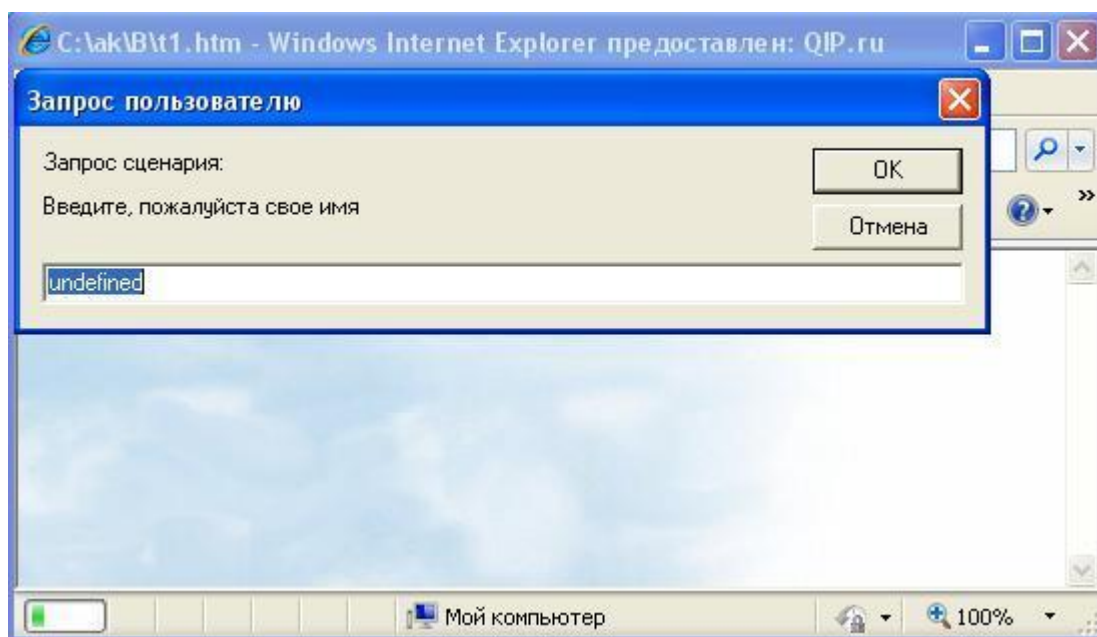 C:\ak\B\t1.htm - Windows Internet Explorer предоставлен: QIP.ru
Запрос пользователю
Запрос сценария:
OK
Введите, пожалуйста свое имя
Отмена
undefined
Мой компьютер
100%